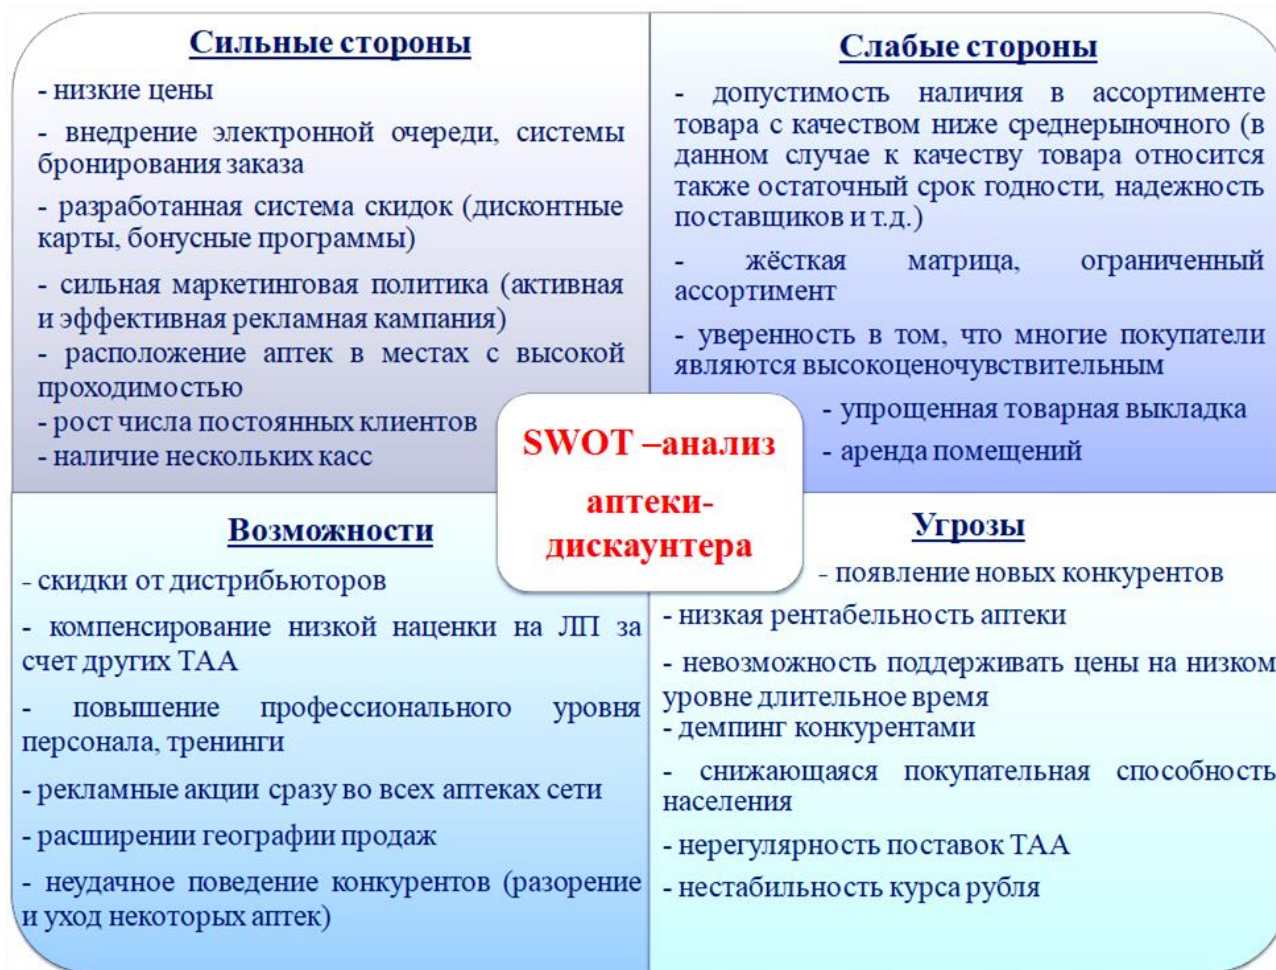 Сильные стороны
- низкие цены
- внедрение электронной очереди, системы
бронирования заказа
- разработанная система скидок (дисконтные
карты, бонусные программы)
- сильная маркетинговая политика (активная
и эффективная рекламная кампания)
- расположение аптек в местах с высокой
проходимостью
- рост числа постоянных клиентов
- наличие нескольких касс
Слабые стороны
- допустимость наличия в ассортименте
товара с качеством ниже среднерыночного (в
данном случае к качеству товара относится
также остаточный срок годности, надежность
поставщиков и т.д.)
- жёсткая матрица, ограниченный
ассортимент
- уверенность в том, что многие покупатели
являются высокоценочувствительным
- упрощенная товарная выкладка
- аренда помещений
SWOT –анализ
аптеки-
дискаунтера
Возможности
- скидки от дистрибьюторов
- компенсирование низкой наценки на ЛП за
счет других ТАА
- повышение профессионального уровня
персонала, тренинги
- рекламные акции сразу во всех аптеках сети
- расширении географии продаж
- неудачное поведение конкурентов (разорение
и уход некоторых аптек)
Угрозы
- появление новых конкурентов
- низкая рентабельность аптеки
- невозможность поддерживать цены на низком
уровне длительное время
- демпинг конкурентами
- снижающаяся покупательная способность
населения
- нерегулярность поставок ТАА
- нестабильность курса рубля